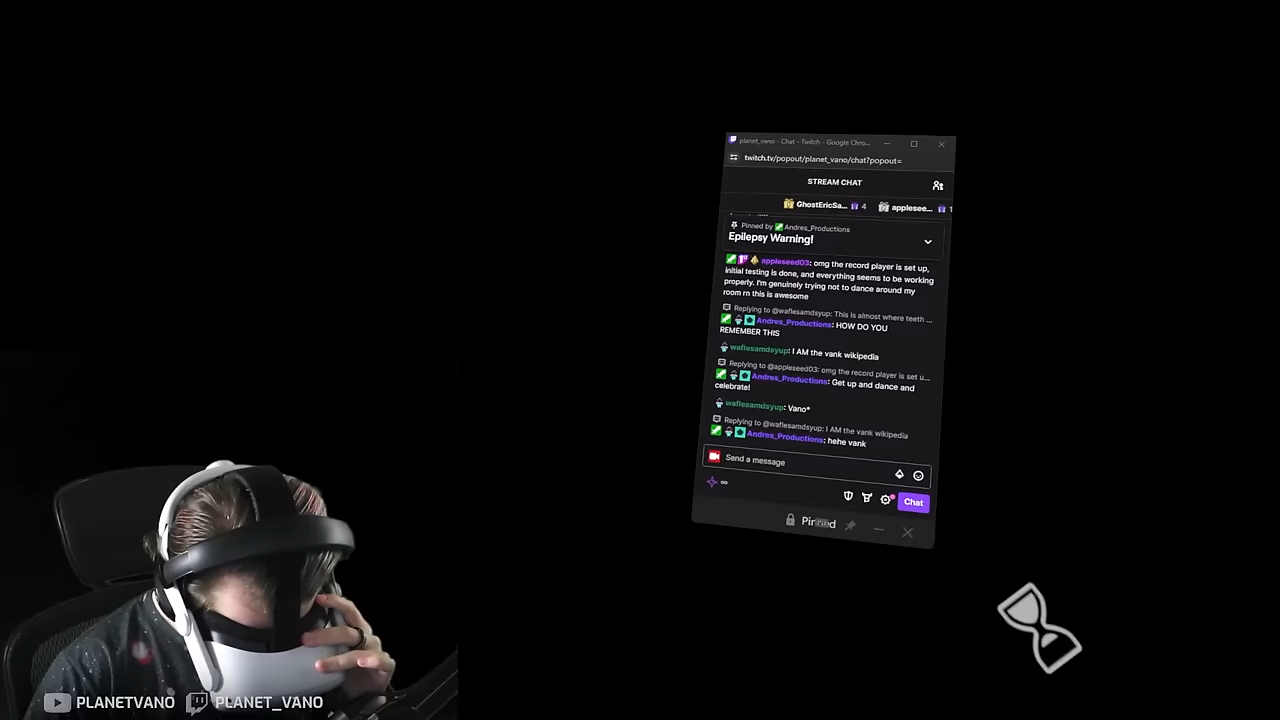 planet_vano - Chat - Twitch - Google Chro...
twitch.tv/popout/planet_vano/chat?popout=
STREAM CHAT
GhostEricSa... 4 applesee... 1
Pinned by Andres_Productions
Epilepsy Warning!
appleseed03: omg the record player is set up,
initial testing is done, and everything seems to be working
properly. I'm genuinely trying not to dance around my
room rn this is awesome
Replying to @waflesamdsyup: This is almost where teeth ...
Andres_Productions: HOW DO YOU
REMEMBER THIS
waflesamdsyup: I AM the vank wikipedia
Replying to @appleseed03: omg the record player is set u...
Andres_Productions: Get up and dance and
celebrate!
waflesamdsyup: Vano*
Replying to @waflesamdsyup: I AM the vank wikipedia
Andres_Productions: hehe vank
Send a message
∞
Chat
Pinned
PLANETVANO PLANET_VANO